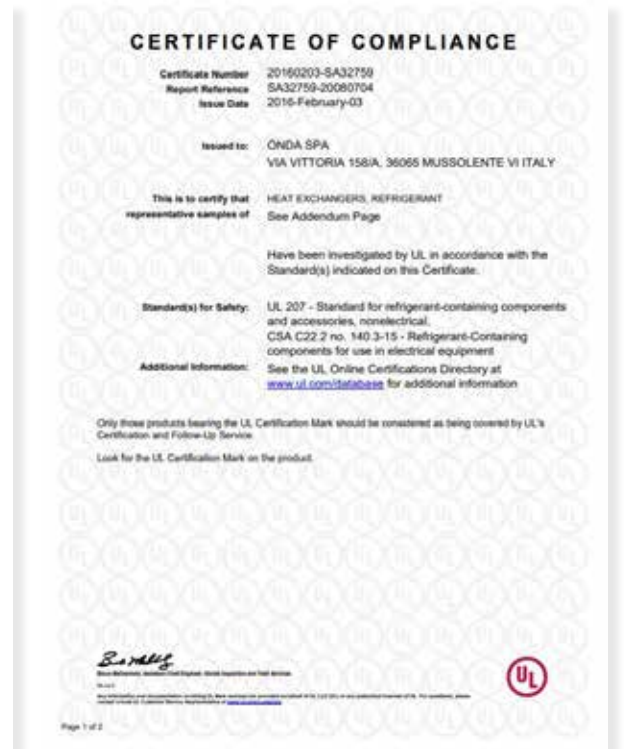 CERTIFICATE OF COMPLIANCE
Certificate Number 20160203-SA32759
Report Reference SA32759-20080704
Issue Date 2016-February-03
Issued to: ONDA SPA
VIA VITTORIA 158/A, 36065 MUSSOLENTE VI ITALY
This is to certify that HEAT EXCHANGERS, REFRIGERANT
representative samples of See Addendum Page
Have been investigated by UL in accordance with the
Standard(s) indicated on this Certificate.
Standard(s) for Safety: UL 207 - Standard for refrigerant-containing components
and accessories, nonelectrical,
CSA C22.2 no. 140.3-15 - Refrigerant-Containing
components for use in electrical equipment
Additional Information: See the UL Online Certifications Directory at
www.ul.com/database for additional information
Only those products bearing the UL Certification Mark should be considered as being covered by UL's
Certification and Follow-Up Service.
Look for the UL Certification Mark on the product.
UL
Page 1 of 2